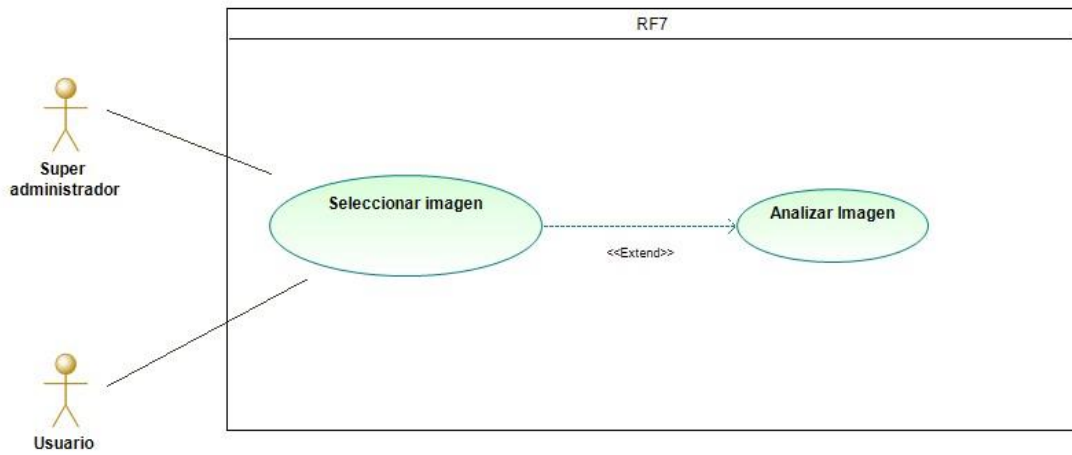 RF7
Super
administrador
Seleccionar imagen
Analizar Imagen
<<Extend>>
Usuario